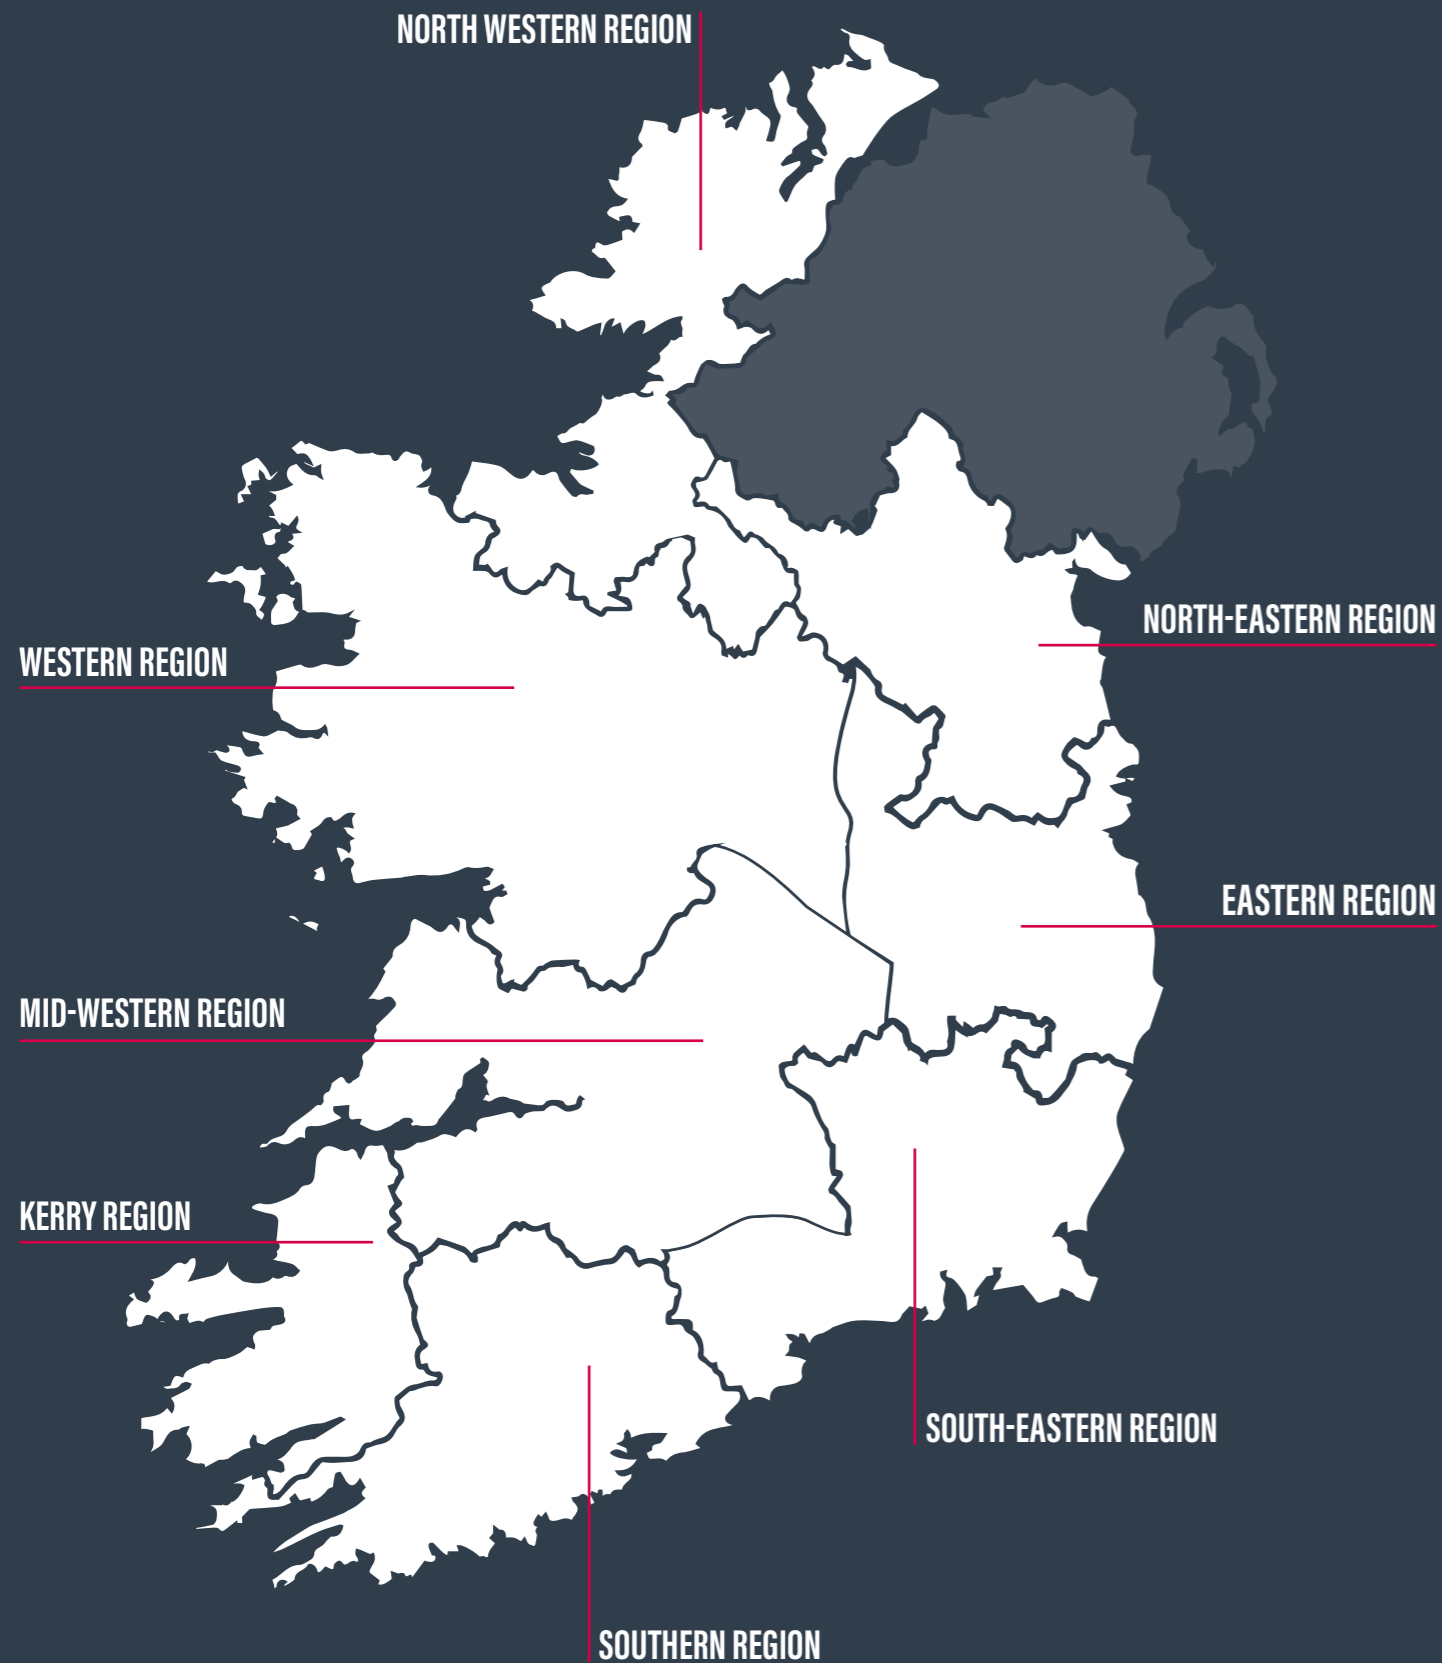 NORTH WESTERN REGION
NORTH-EASTERN REGION
WESTERN REGION
EASTERN REGION
MID-WESTERN REGION
KERRY REGION
SOUTH-EASTERN REGION
SOUTHERN REGION